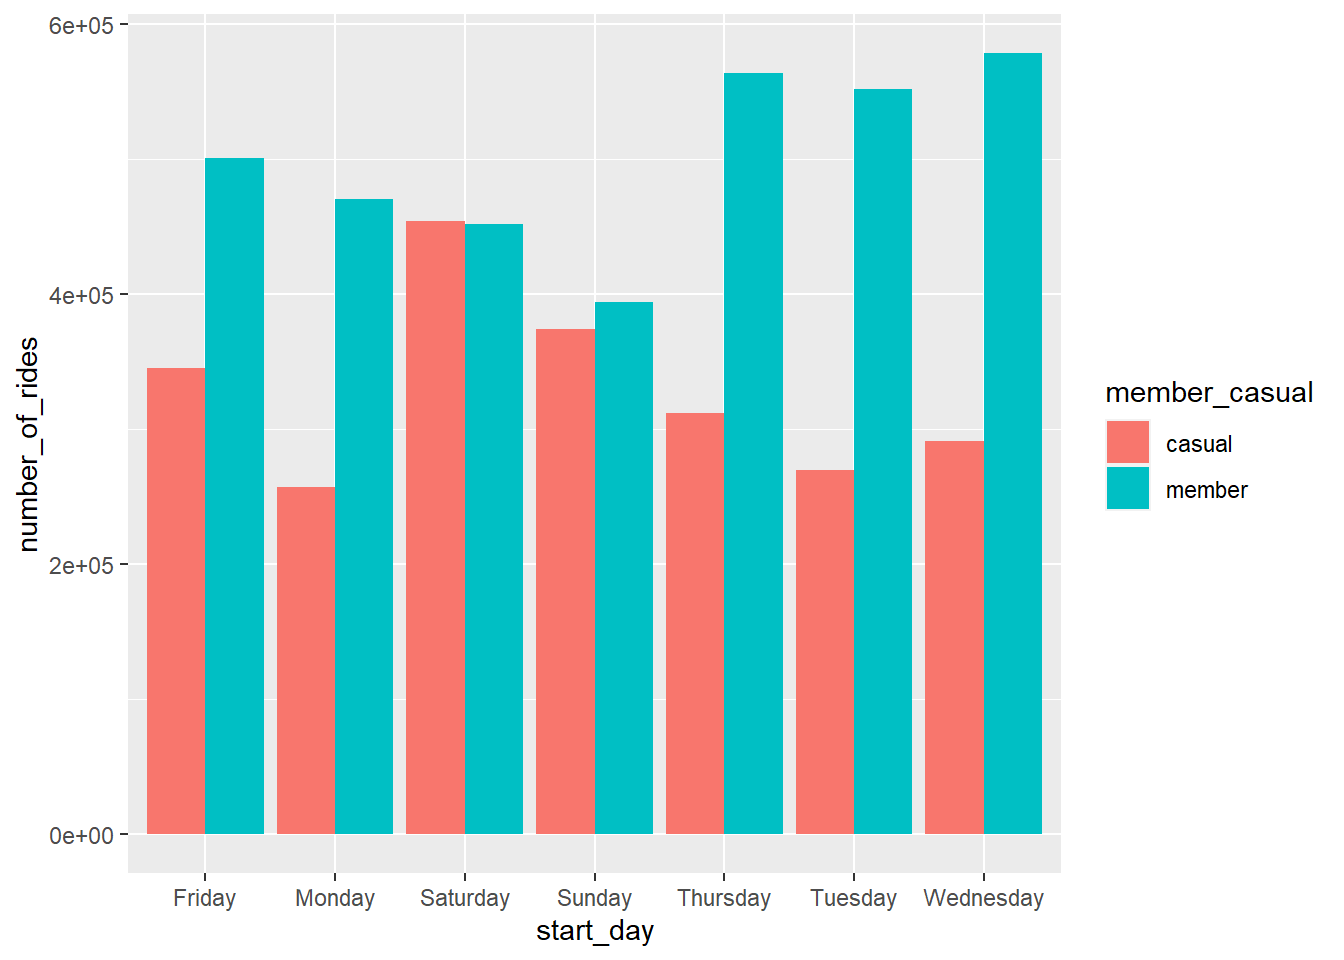 6e+05
4e+05
2e+05
0e+00
number_of_rides
Friday Monday Saturday Sunday Thursday Tuesday Wednesday
start_day
member_casual
casual
member